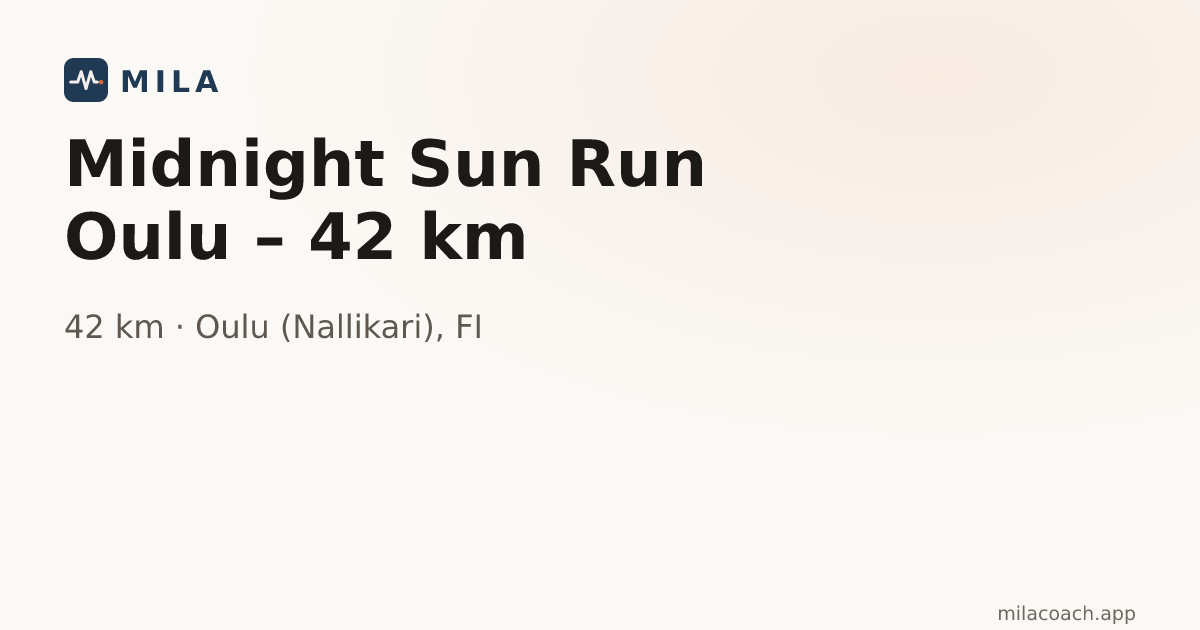 MILA
Midnight Sun Run
Oulu – 42 km
42 km · Oulu (Nallikari), FI
milacoach.app